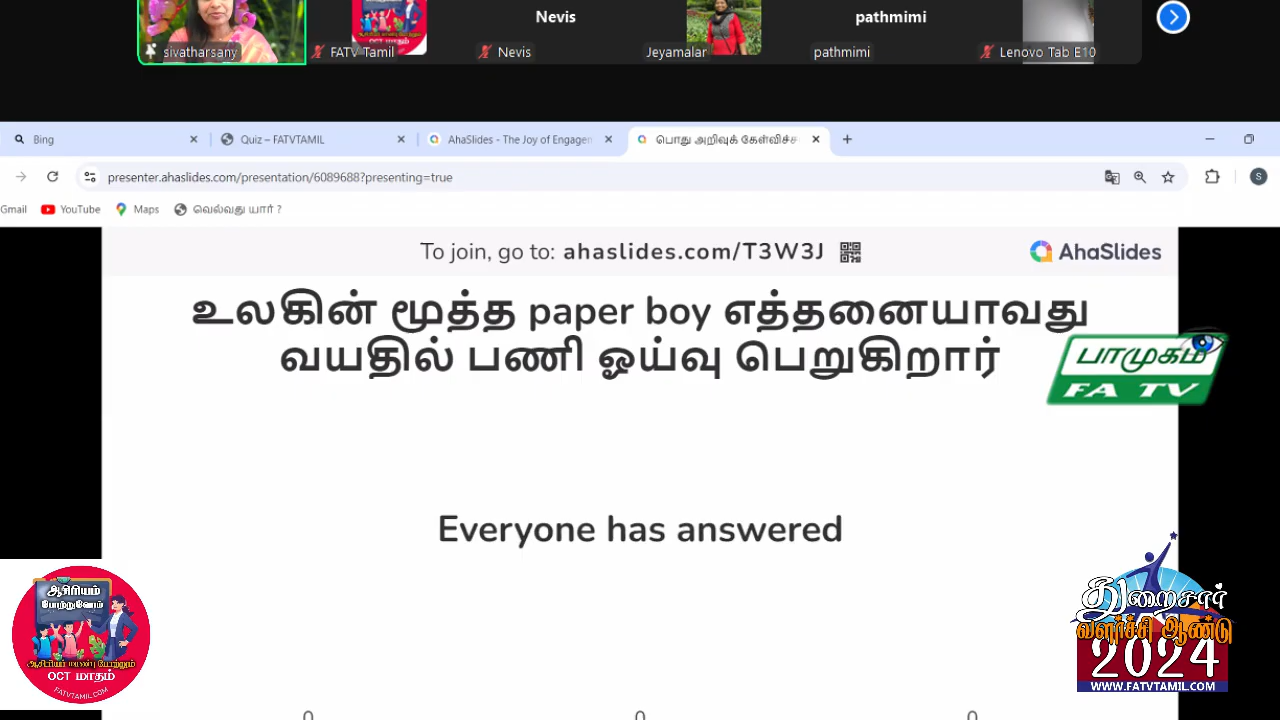 Nevis
pathmimi
sivatharsany
FATV Tamil
Nevis
Jeyamalar
pathmimi
Lenovo Tab E10
Bing
Quiz – FATVTAMIL
AhaSlides - The Joy of Engagen
பொது அறிவுக் கேள்விச்ச
presenter.ahaslides.com/presentation/6089688?presenting=true
S
Gmail
YouTube
Maps
வெல்வது யார் ?
To join, go to: ahaslides.com/T3W3J
AhaSlides
உலகின் மூத்த paper boy எத்தனையாவது
வயதில் பணி ஓய்வு பெறுகிறார்
பாமுகம்
FA TV
Everyone has answered
ஆசிரியம்
போற்றுவோம்
ஆசிரியம் மாண்பு போற்றும்
OCT மாதம்
FATVTAMIL.COM
துறைசார்
வளர்ச்சி ஆண்டு
2024
WWW.FATVTAMIL.COM
0
0
0